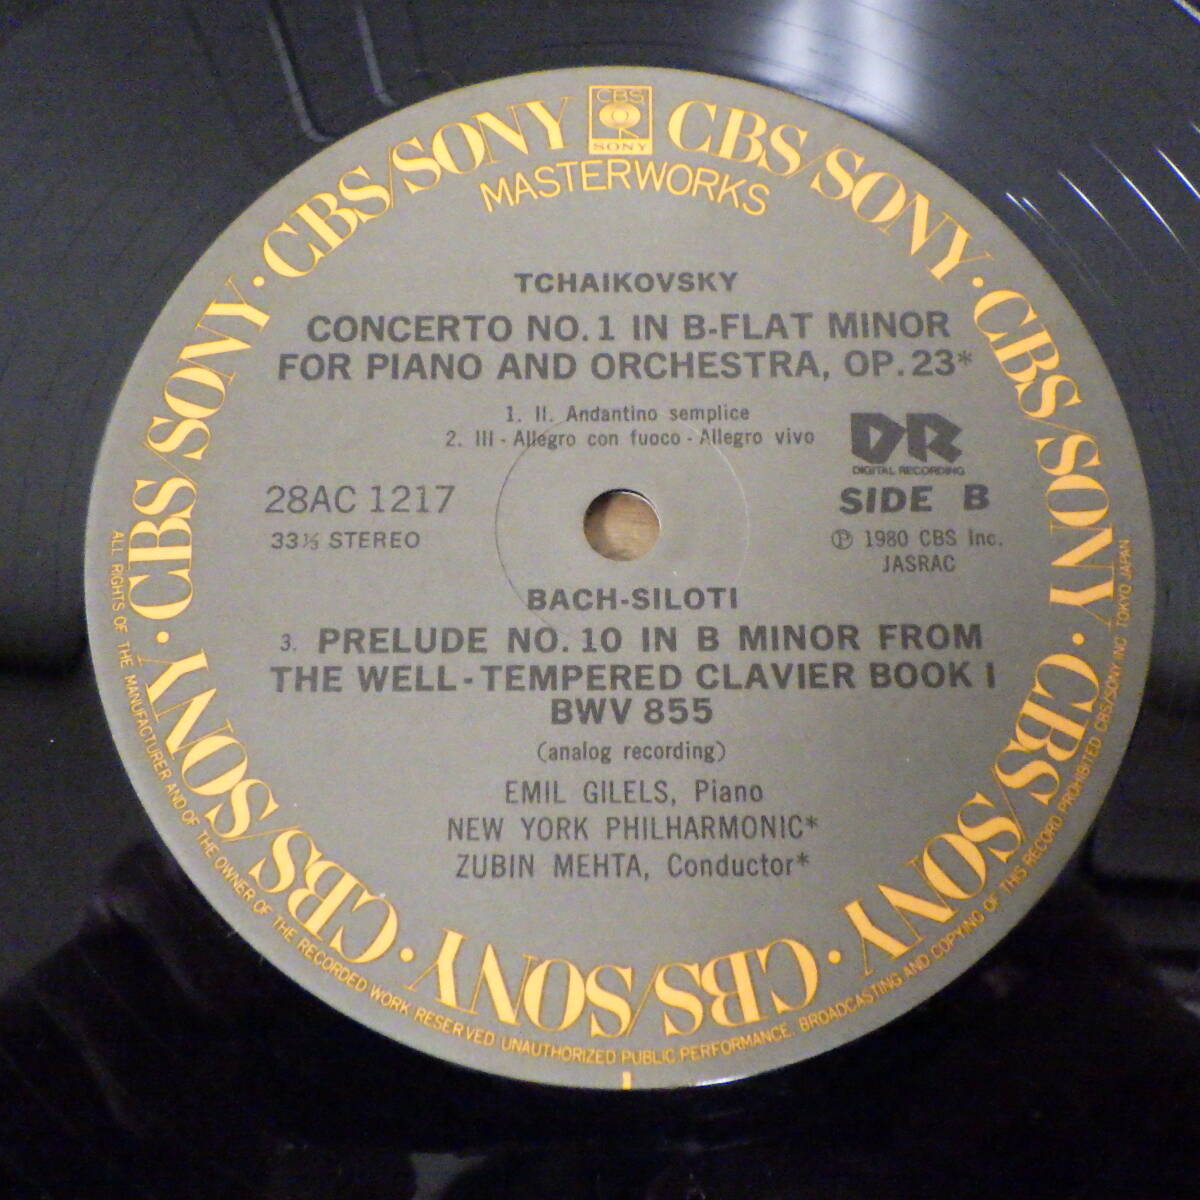 CBS
SONY
CBS/SONY · CBS/SONY · CBS/SONY · CBS/SONY · CBS/SONY · CBS/SONY · CBS/SONY · CBS/SONY · CBS/SONY
MASTERWORKS
TCHAIKOVSKY
CONCERTO NO. 1 IN B-FLAT MINOR
FOR PIANO AND ORCHESTRA, OP. 23*
1. II. Andantino semplice
2. III - Allegro con fuoco - Allegro vivo
DR
DIGITAL RECORDING
28AC 1217
SIDE B
33⅓ STEREO
℗ 1980 CBS Inc.
JASRAC
BACH-SILOTI
3. PRELUDE NO. 10 IN B MINOR FROM
THE WELL-TEMPERED CLAVIER BOOK I
BWV 855
(analog recording)
EMIL GILELS, Piano
NEW YORK PHILHARMONIC*
ZUBIN MEHTA, Conductor*
ALL RIGHTS OF THE MANUFACTURER AND OF THE OWNER OF THE RECORDED WORK RESERVED UNAUTHORIZED PUBLIC PERFORMANCE, BROADCASTING AND COPYING OF THIS RECORD PROHIBITED CBS/SONY INC TOKYO JAPAN